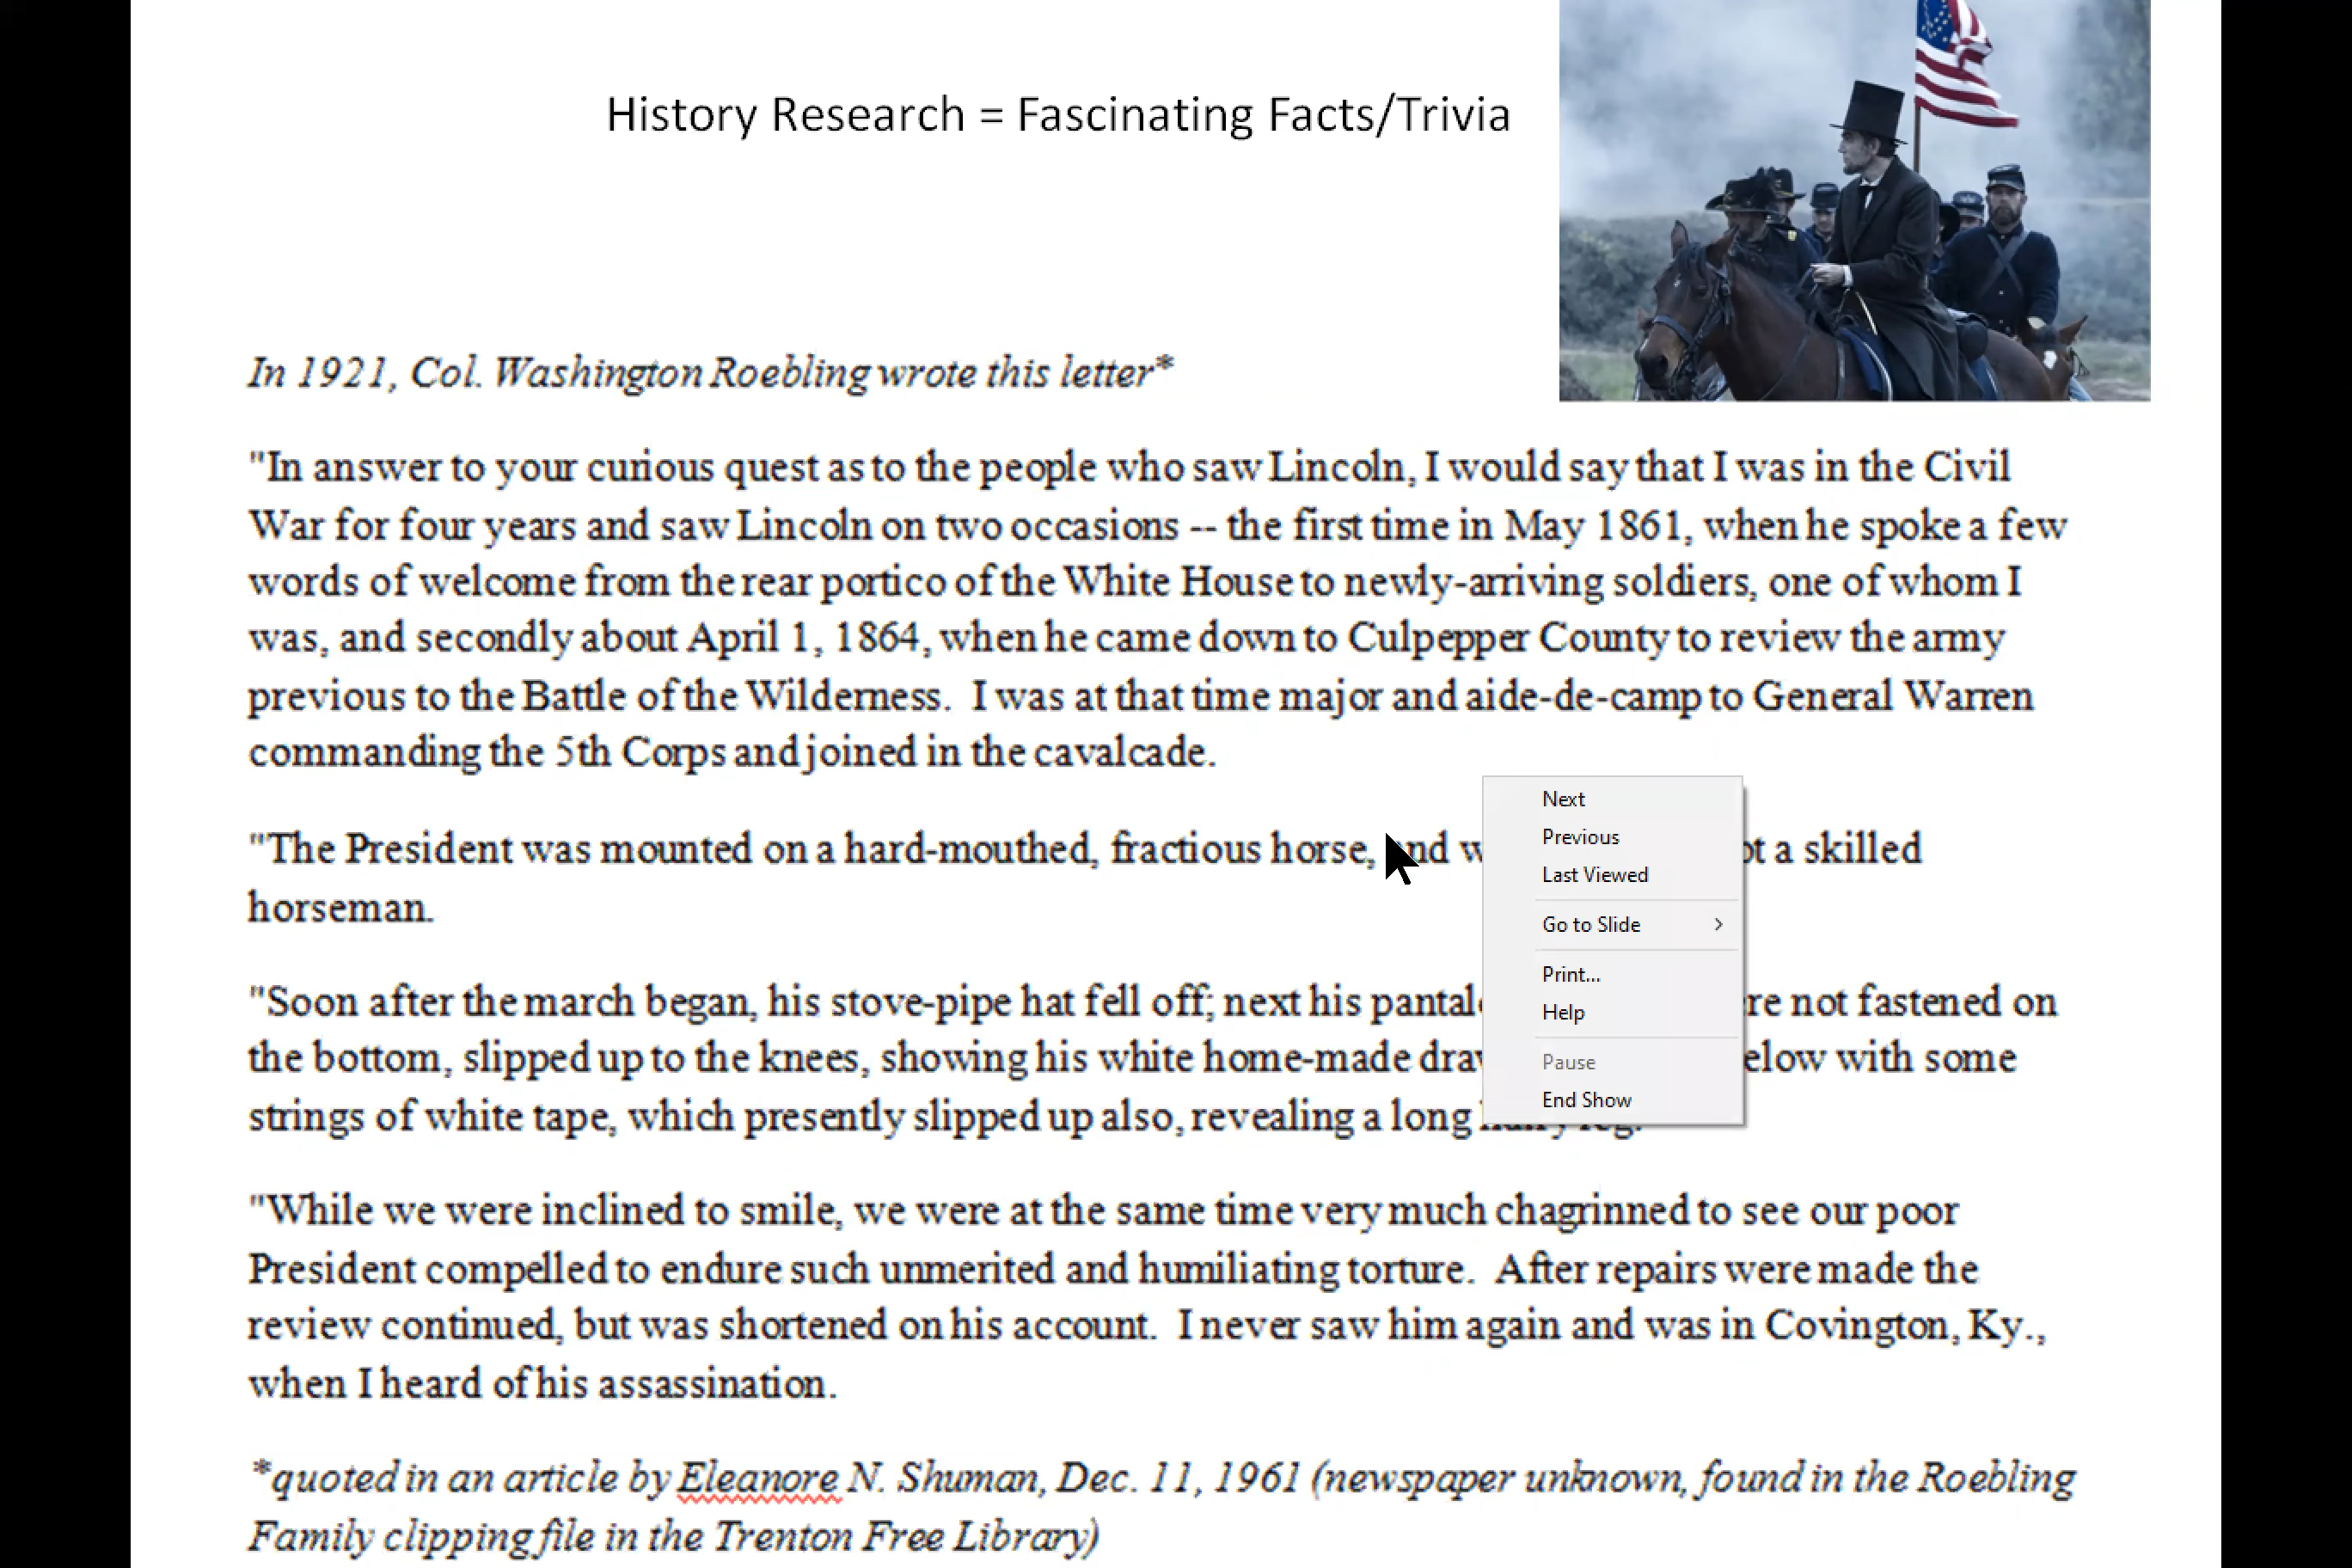 History Research = Fascinating Facts/Trivia
In 1921, Col. Washington Roebling wrote this letter*
"In answer to your curious quest as to the people who saw Lincoln, I would say that I was in the Civil
War for four years and saw Lincoln on two occasions -- the first time in May 1861, when he spoke a few
words of welcome from the rear portico of the White House to newly-arriving soldiers, one of whom I
was, and secondly about April 1, 1864, when he came down to Culpepper County to review the army
previous to the Battle of the Wilderness. I was at that time major and aide-de-camp to General Warren
commanding the 5th Corps and joined in the cavalcade.
"The President was mounted on a hard-mouthed, fractious horse, and a skilled
horseman.
"Soon after the march began, his stove-pipe hat fell off; next his not fastened on
the bottom, slipped up to the knees, showing his white home-made with some
strings of white tape, which presently slipped up also, revealing a long
"While we were inclined to smile, we were at the same time very much chagrinned to see our poor
President compelled to endure such unmerited and humiliating torture. After repairs were made the
review continued, but was shortened on his account. I never saw him again and was in Covington, Ky.,
when I heard of his assassination.
*quoted in an article by Eleanore N. Shuman, Dec. 11, 1961 (newspaper unknown, found in the Roebling
Family clipping file in the Trenton Free Library)
Next
Previous
Last Viewed
Go to Slide
Print...
Help
Pause
End Show